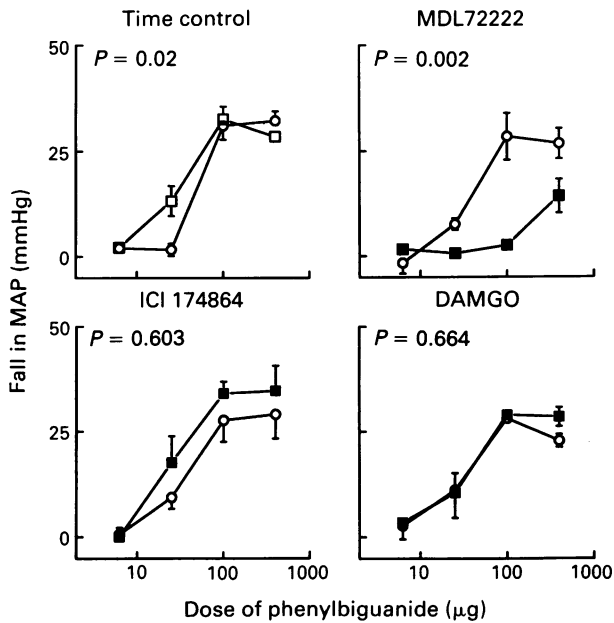 Time control
MDL72222
50
25
0
P = 0.02
P = 0.002
ICI 174864
DAMGO
50
25
0
P = 0.603
P = 0.664
10 100 1000
10 100 1000
Fall in MAP (mmHg)
Dose of phenylbiguanide (μg)